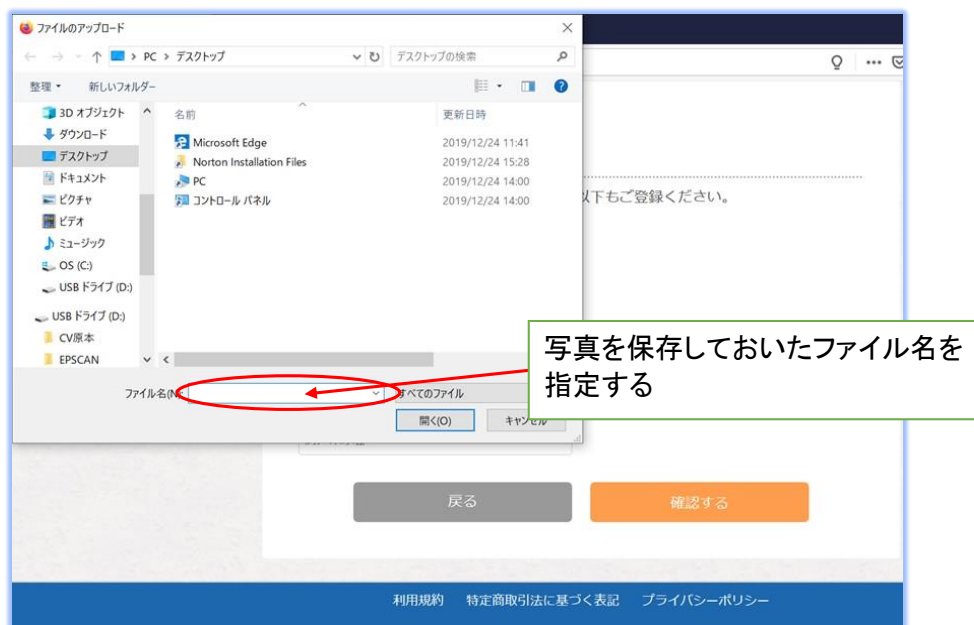 ファイルのアップロード
PC > デスクトップ
デスクトップの検索
整理 新しいフォルダー
名前 更新日時
3D オブジェクト
ダウンロード
デスクトップ
ドキュメント
ピクチャ
ビデオ
ミュージック
OS (C:)
USB ドライブ (D:)
USB ドライブ (D:)
CV原本
EPSCAN
Microsoft Edge 2019/12/24 11:41
Norton Installation Files 2019/12/24 15:28
PC 2019/12/24 14:00
コントロール パネル 2019/12/24 14:00
以下もご登録ください。
写真を保存しておいたファイル名を
指定する
ファイル名(N):
すべてのファイル
開く(O) キャンセル
戻る 確認する
利用規約 特定商取引法に基づく表記 プライバシーポリシー